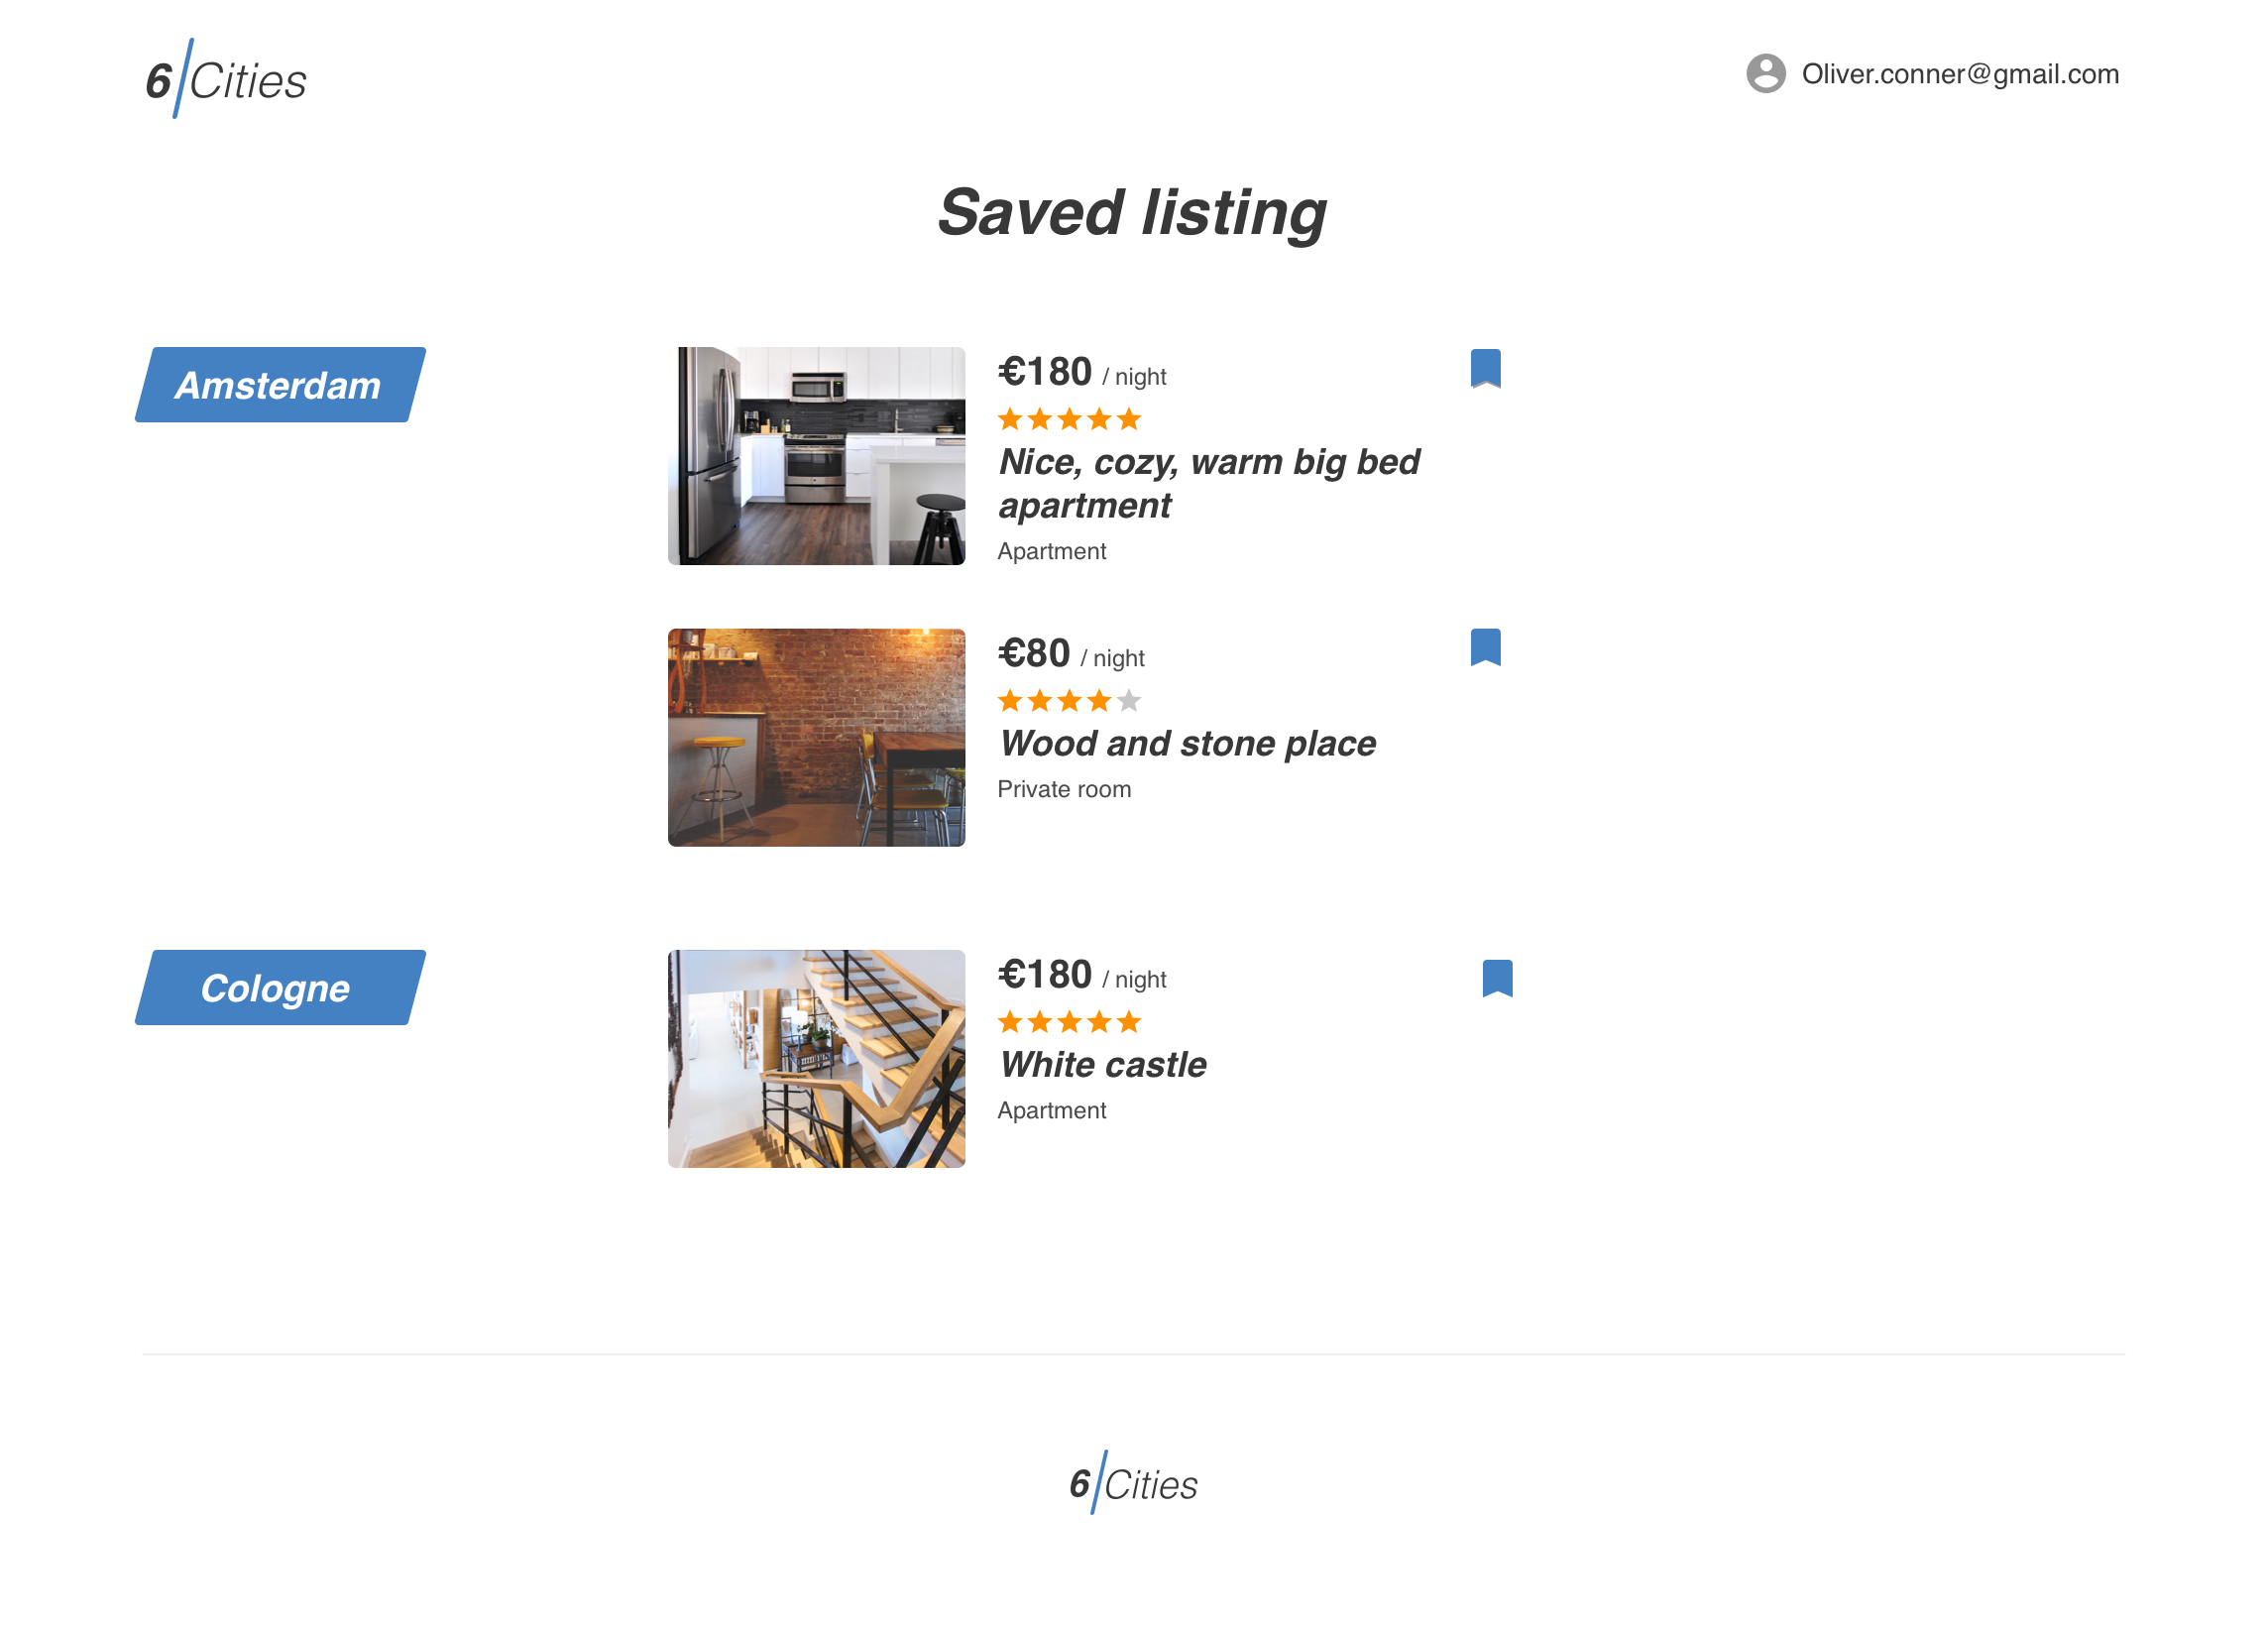 6/Cities
Oliver.conner@gmail.com
Saved listing
Amsterdam
€180 / night
Nice, cozy, warm big bed
apartment
Apartment
€80 / night
Wood and stone place
Private room
Cologne
€180 / night
White castle
Apartment
6/Cities